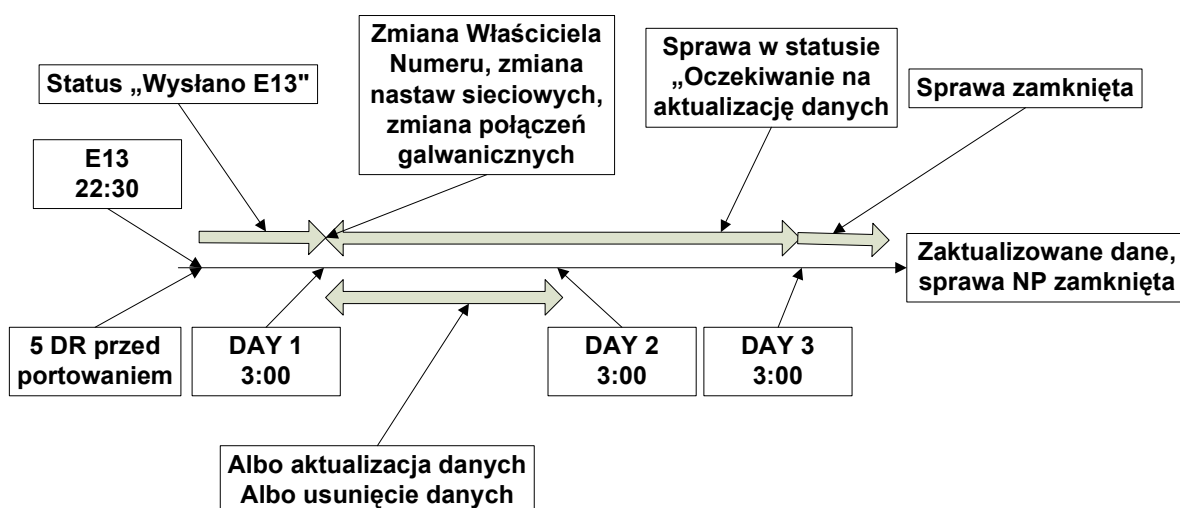 Zmiana Właściciela
Numeru, zmiana
nastaw sieciowych,
zmiana połączeń
galwanicznych
Sprawa w statusie
„Oczekiwanie na
aktualizację danych
Status „Wysłano E13"
Sprawa zamknięta
E13
22:30
Zaktualizowane dane,
sprawa NP zamknięta
5 DR przed
portowaniem
DAY 1
3:00
DAY 2
3:00
DAY 3
3:00
Albo aktualizacja danych
Albo usunięcie danych